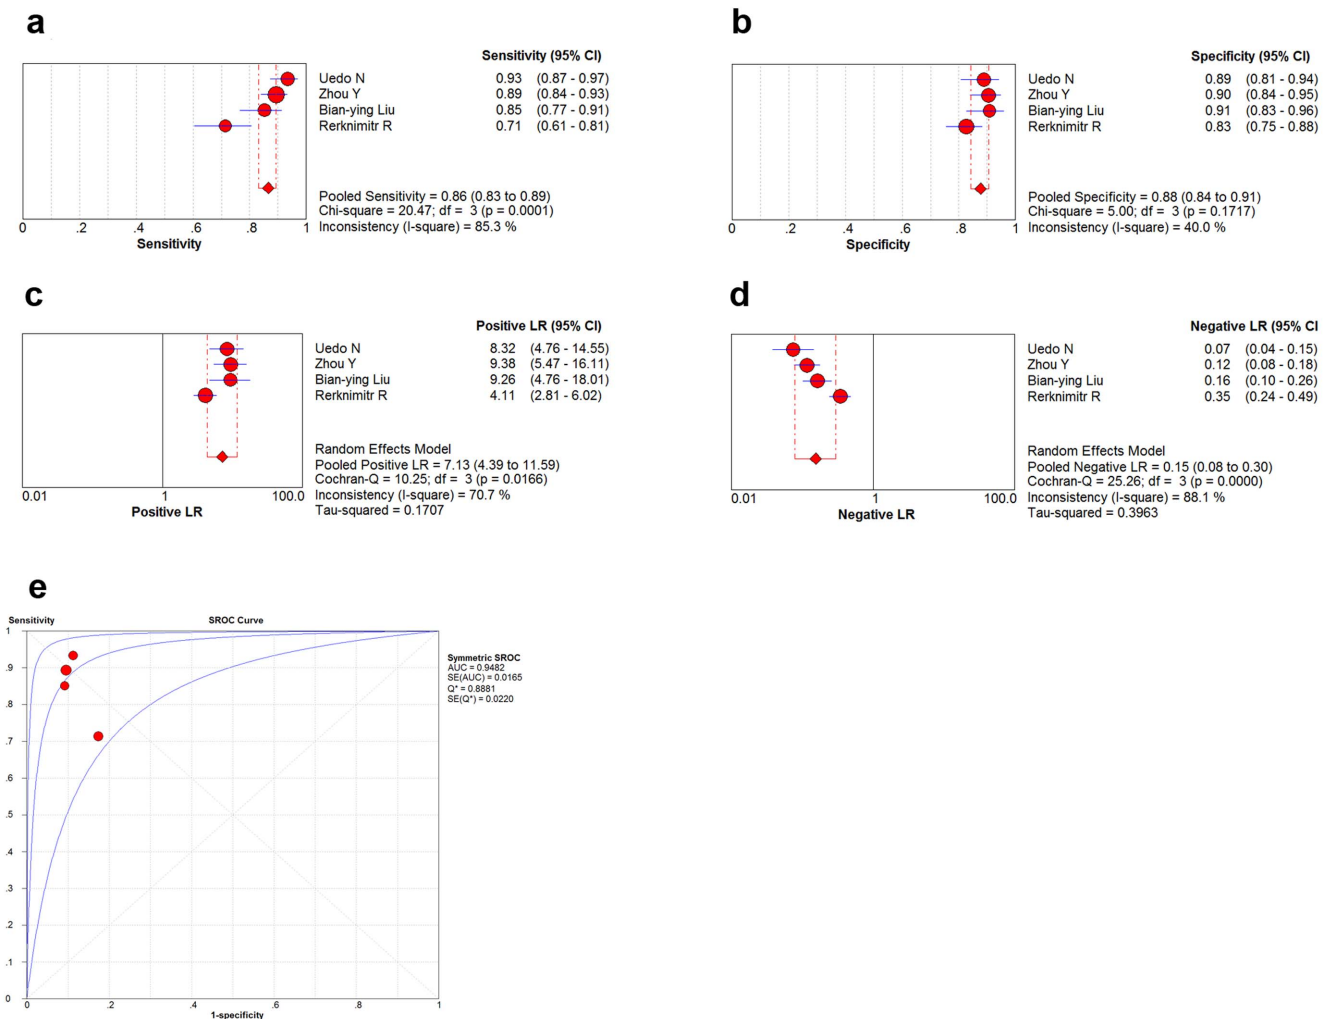 a
Sensitivity (95% CI)
Uedo N 0.93 (0.87 - 0.97)
Zhou Y 0.89 (0.84 - 0.93)
Bian-ying Liu 0.85 (0.77 - 0.91)
Rerknimitr R 0.71 (0.61 - 0.81)
Pooled Sensitivity = 0.86 (0.83 to 0.89)
Chi-square = 20.47; df = 3 (p = 0.0001)
Inconsistency (I-square) = 85.3 %
0 .2 .4 .6 .8 1
Sensitivity
b
Specificity (95% CI)
Uedo N 0.89 (0.81 - 0.94)
Zhou Y 0.90 (0.84 - 0.95)
Bian-ying Liu 0.91 (0.83 - 0.96)
Rerknimitr R 0.83 (0.75 - 0.88)
Pooled Specificity = 0.88 (0.84 to 0.91)
Chi-square = 5.00; df = 3 (p = 0.1717)
Inconsistency (I-square) = 40.0 %
0 .2 .4 .6 .8 1
Specificity
c
Positive LR (95% CI)
Uedo N 8.32 (4.76 - 14.55)
Zhou Y 9.38 (5.47 - 16.11)
Bian-ying Liu 9.26 (4.76 - 18.01)
Rerknimitr R 4.11 (2.81 - 6.02)
Random Effects Model
Pooled Positive LR = 7.13 (4.39 to 11.59)
Cochran-Q = 10.25; df = 3 (p = 0.0166)
Inconsistency (I-square) = 70.7 %
Tau-squared = 0.1707
0.01 1 100.0
Positive LR
d
Negative LR (95% CI
Uedo N 0.07 (0.04 - 0.15)
Zhou Y 0.12 (0.08 - 0.18)
Bian-ying Liu 0.16 (0.10 - 0.26)
Rerknimitr R 0.35 (0.24 - 0.49)
Random Effects Model
Pooled Negative LR = 0.15 (0.08 to 0.30)
Cochran-Q = 25.26; df = 3 (p = 0.0000)
Inconsistency (I-square) = 88.1 %
Tau-squared = 0.3963
0.01 1 100.0
Negative LR
e
Sensitivity
SROC Curve
1
.9
.8
.7
.6
.5
.4
.3
.2
.1
0
0 .2 .4 .6 .8 1
1-specificity
Symmetric SROC
AUC = 0.9482
SE(AUC) = 0.0165
Q* = 0.8881
SE(Q*) = 0.0220